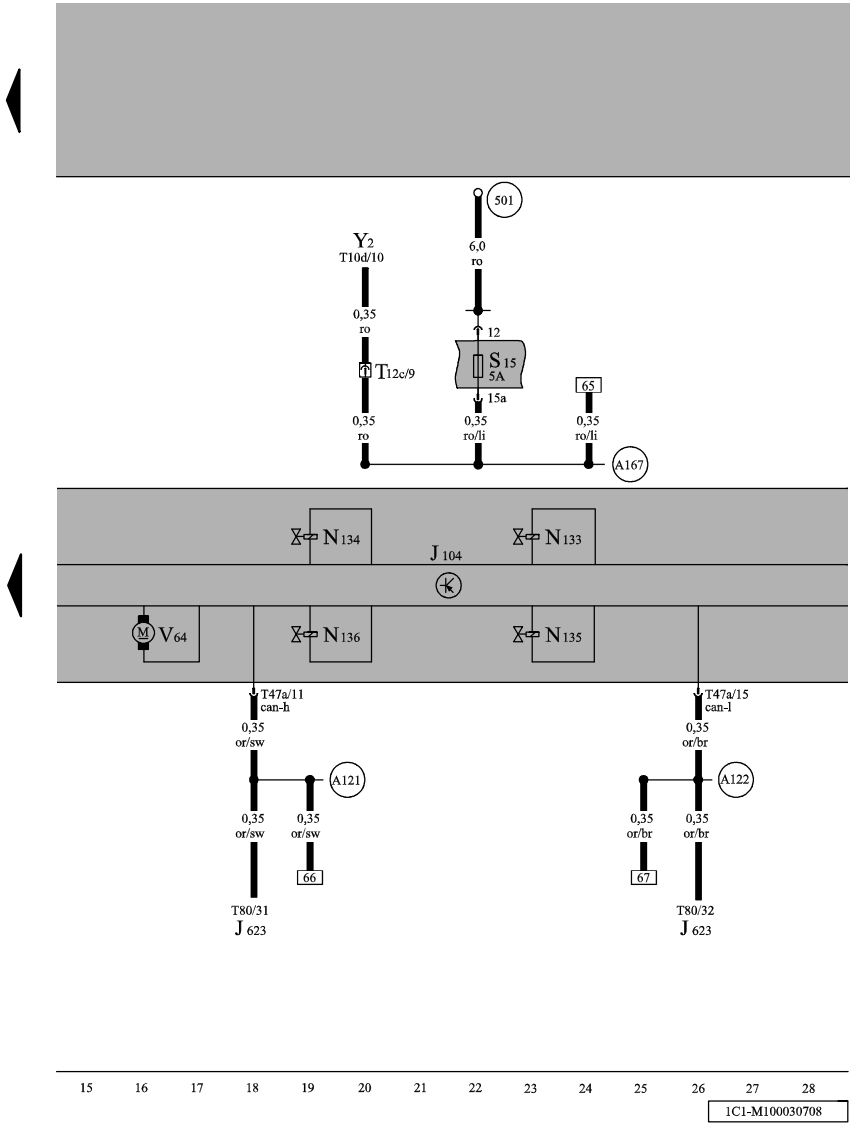 501
Y2
T10d/10
6,0
ro
0,35
ro
12
S 15
5A
T12c/9
15a
65
0,35
ro
0,35
ro/li
0,35
ro/li
A167
N134
N133
J 104
M
V64
N136
N135
T47a/11
can-h
T47a/15
can-l
0,35
or/sw
0,35
or/br
A121
A122
0,35
or/sw
0,35
or/sw
0,35
or/br
0,35
or/br
66
67
T80/31
J 623
T80/32
J 623
15 16 17 18 19 20 21 22 23 24 25 26 27 28
1C1-M100030708